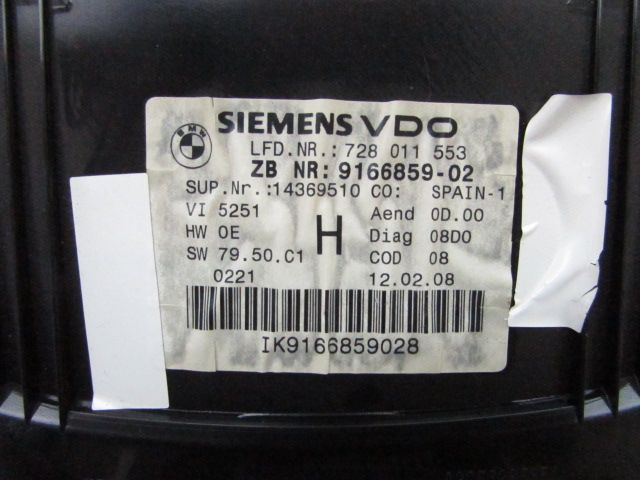 BMW
SIEMENS VDO
LFD.NR.: 728 011 553
ZB NR: 9166859-02
SUP.Nr.:14369510 CO: SPAIN-1
VI 5251 Aend 0D.00
HW 0E H Diag 08D0
SW 79.50.C1 COD 08
0221 12.02.08
IK9166859028